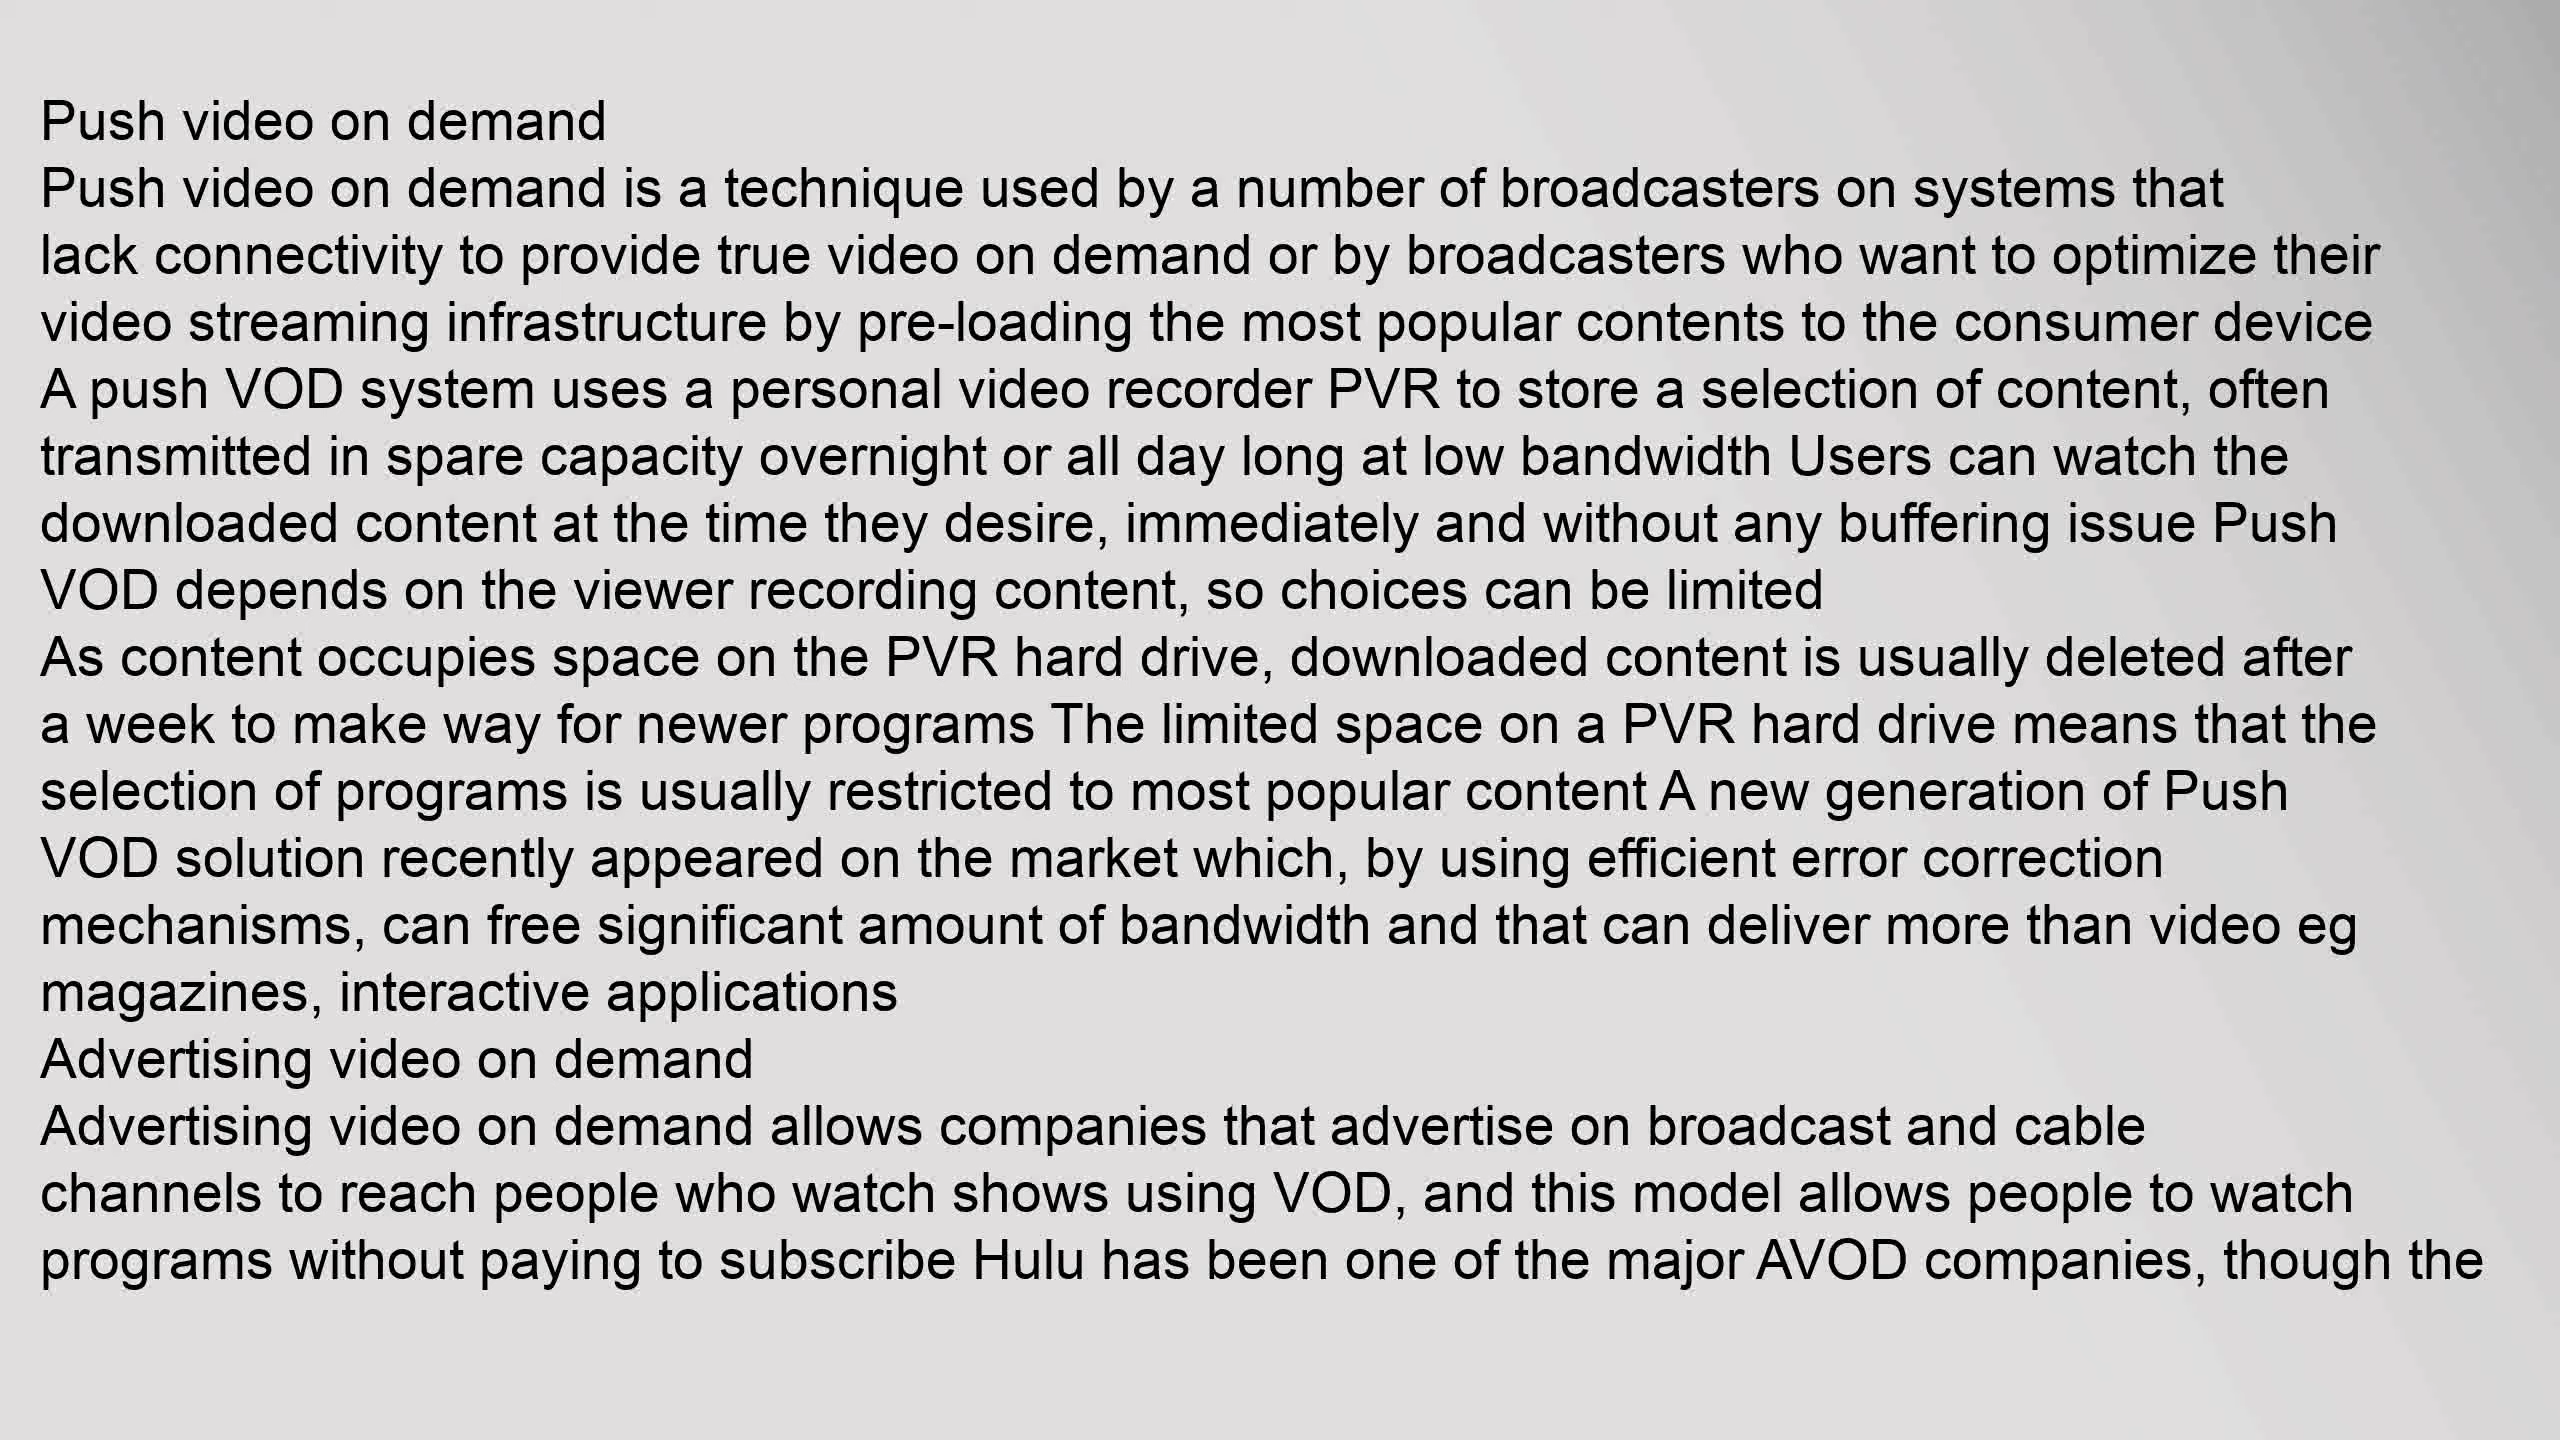 Push video on demand
Push video on demand is a technique used by a number of broadcasters on systems that
lack connectivity to provide true video on demand or by broadcasters who want to optimize their
video streaming infrastructure by pre-loading the most popular contents to the consumer device
A push VOD system uses a personal video recorder PVR to store a selection of content, often
transmitted in spare capacity overnight or all day long at low bandwidth Users can watch the
downloaded content at the time they desire, immediately and without any buffering issue Push
VOD depends on the viewer recording content, so choices can be limited
As content occupies space on the PVR hard drive, downloaded content is usually deleted after
a week to make way for newer programs The limited space on a PVR hard drive means that the
selection of programs is usually restricted to most popular content A new generation of Push
VOD solution recently appeared on the market which, by using efficient error correction
mechanisms, can free significant amount of bandwidth and that can deliver more than video eg
magazines, interactive applications
Advertising video on demand
Advertising video on demand allows companies that advertise on broadcast and cable
channels to reach people who watch shows using VOD, and this model allows people to watch
programs without paying to subscribe Hulu has been one of the major AVOD companies, though the